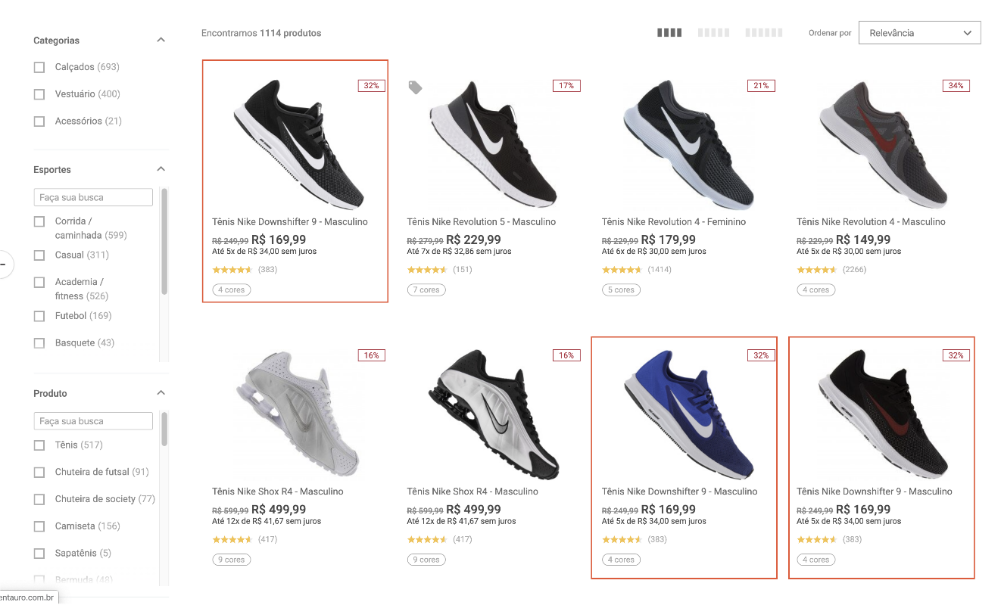 Categorias
Calçados (693)
Vestuário (400)
Acessórios (21)
Esportes
Faça sua busca
Corrida /
caminhada (599)
Casual (311)
Academia /
fitness (526)
Futebol (169)
Basquete (43)
Produto
Faça sua busca
Tênis (517)
Chuteira de futsal (91)
Chuteira de society (77)
Camiseta (156)
Sapatênis (5)
Bermuda (46)
entauro.com.br
Encontramos 1114 produtos
Ordenar por
Relevância
32%
Tênis Nike Downshifter 9 - Masculino
R$ 249,99 R$ 169,99
Até 5x de R$ 34,00 sem juros
(383)
4 cores
17%
Tênis Nike Revolution 5 - Masculino
R$ 279,99 R$ 229,99
Até 7x de R$ 32,86 sem juros
(151)
7 cores
21%
Tênis Nike Revolution 4 - Feminino
R$ 229,99 R$ 179,99
Até 6x de R$ 30,00 sem juros
(1414)
5 cores
34%
Tênis Nike Revolution 4 - Masculino
R$ 229,99 R$ 149,99
Até 5x de R$ 30,00 sem juros
(2266)
4 cores
16%
Tênis Nike Shox R4 - Masculino
R$ 599,99 R$ 499,99
Até 12x de R$ 41,67 sem juros
(417)
9 cores
16%
Tênis Nike Shox R4 - Masculino
R$ 599,99 R$ 499,99
Até 12x de R$ 41,67 sem juros
(417)
9 cores
32%
Tênis Nike Downshifter 9 - Masculino
R$ 249,99 R$ 169,99
Até 5x de R$ 34,00 sem juros
(383)
4 cores
32%
Tênis Nike Downshifter 9 - Masculino
R$ 249,99 R$ 169,99
Até 5x de R$ 34,00 sem juros
(383)
4 cores